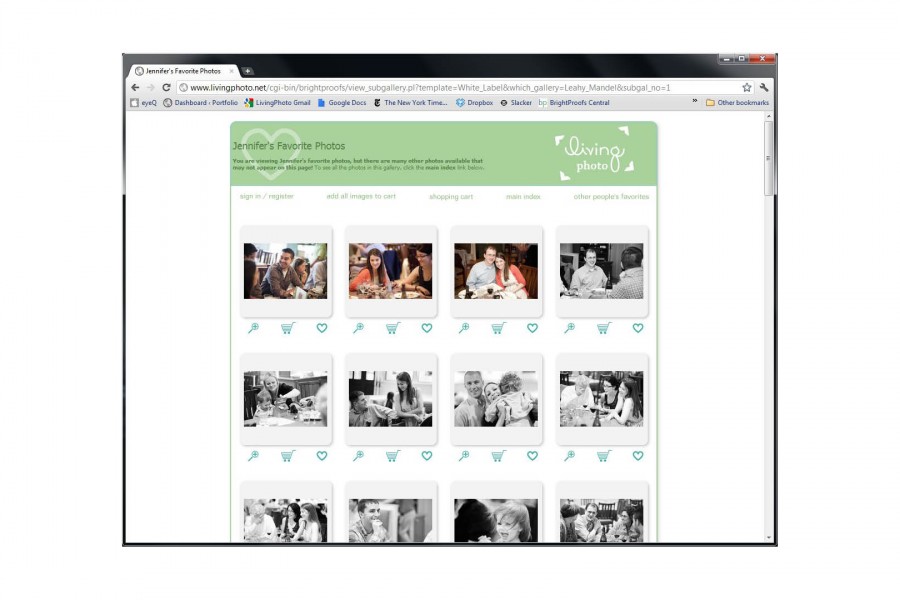 Jennifer's Favorite Photos
www.livingphoto.net/cgi-bin/brightproofs/view_subgallery.pl?template=White_Label&which_gallery=Leahy_Mandel&subgal_no=1
eyeQ Dashboard ‹ Portfolio LivingPhoto Gmail Google Docs The New York Time... Dropbox Slacker bp BrightProofs Central » Other bookmarks
Jennifer's Favorite Photos
You are viewing Jennifer's favorite photos, but there are many other photos available that
may not appear on this page! To see all the photos in this gallery, click the main index link below.
living
photo
sign in / register add all images to cart shopping cart main index other people's favorites